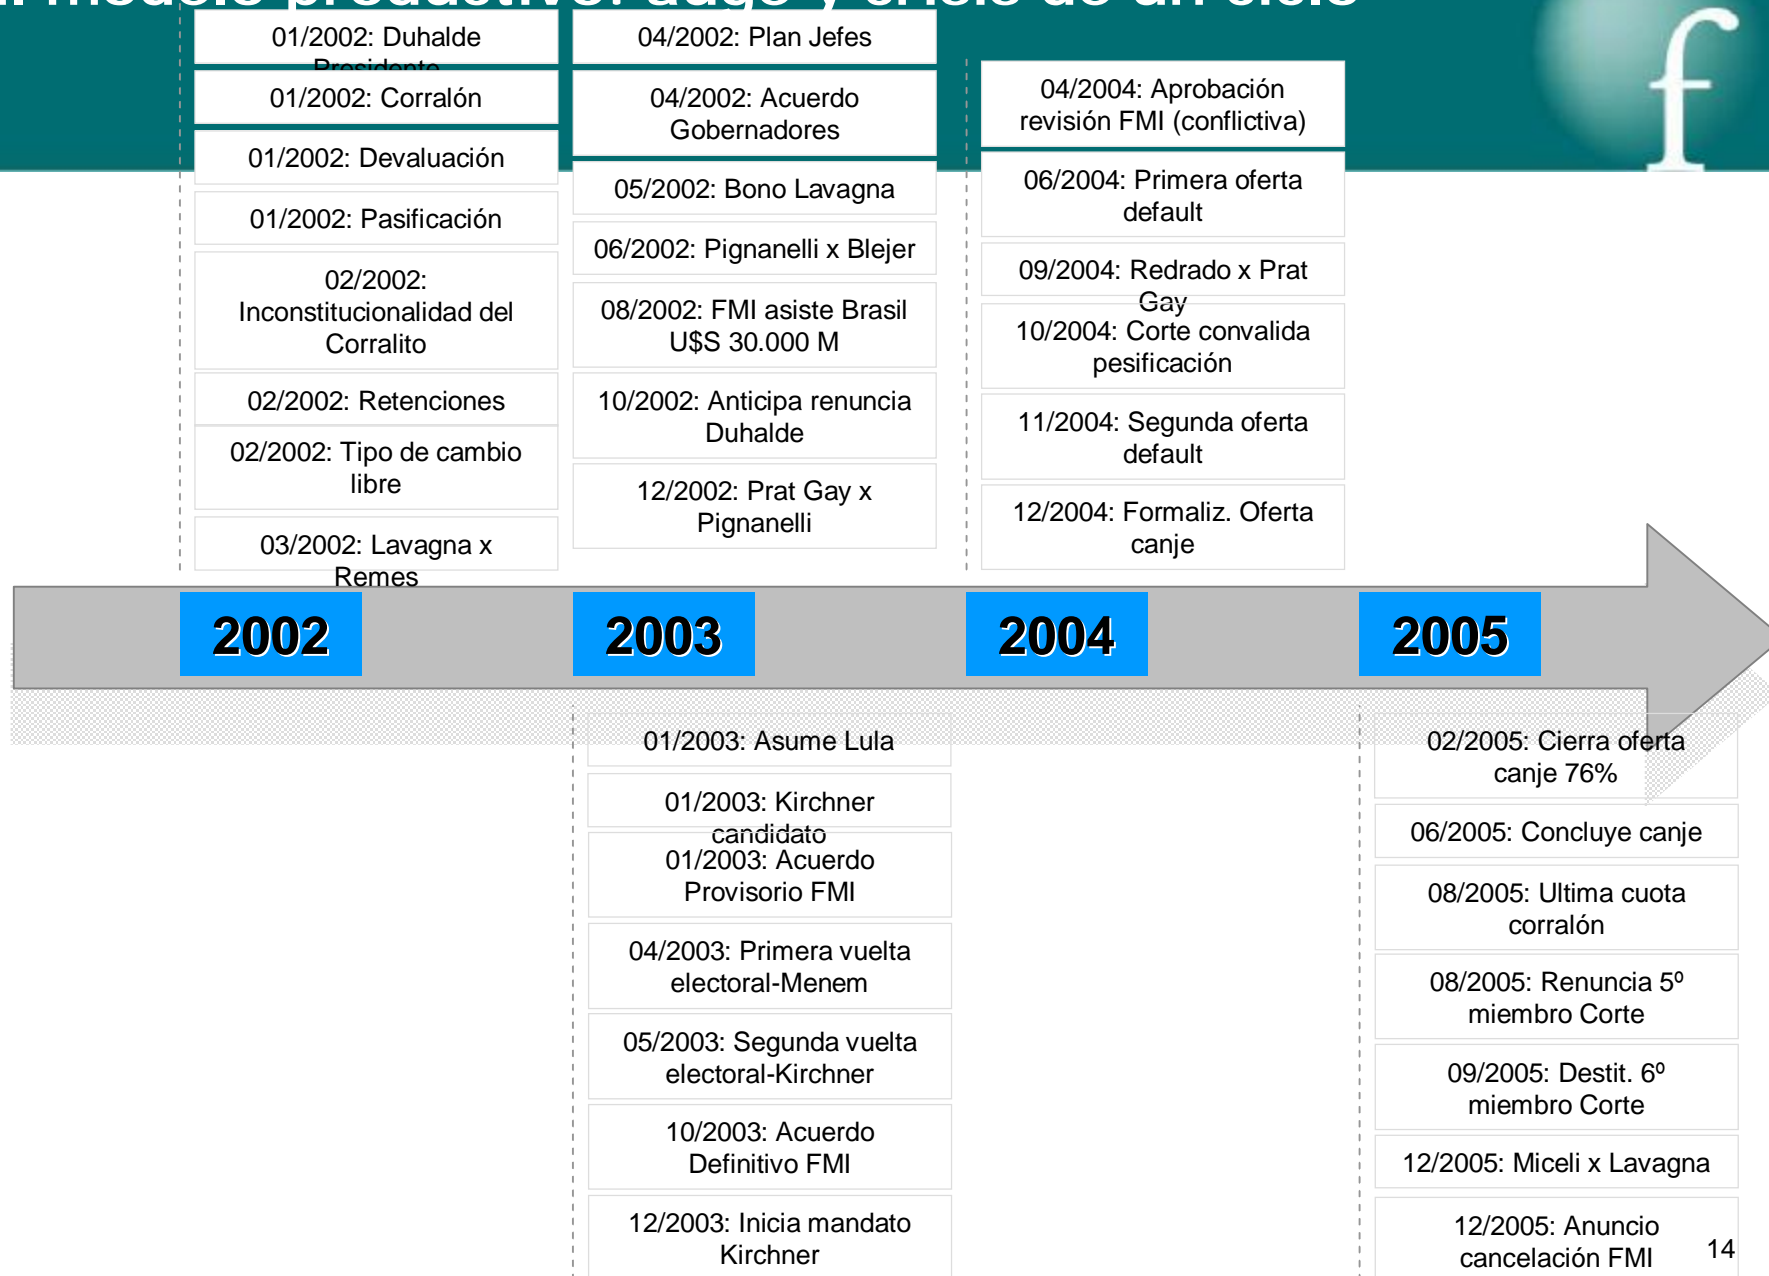 modelo productivo: auge y crisis de un ciclo
f
01/2002: Duhalde
Presidente
01/2002: Corralón
01/2002: Devaluación
01/2002: Pasificación
02/2002:
Inconstitucionalidad del
Corralito
02/2002: Retenciones
02/2002: Tipo de cambio
libre
03/2002: Lavagna x
Remes
04/2002: Plan Jefes
04/2002: Acuerdo
Gobernadores
05/2002: Bono Lavagna
06/2002: Pignanelli x Blejer
08/2002: FMI asiste Brasil
U$S 30.000 M
10/2002: Anticipa renuncia
Duhalde
12/2002: Prat Gay x
Pignanelli
04/2004: Aprobación
revisión FMI (conflictiva)
06/2004: Primera oferta
default
09/2004: Redrado x Prat
Gay
10/2004: Corte convalida
pesificación
11/2004: Segunda oferta
default
12/2004: Formaliz. Oferta
canje
2002
2003
2004
2005
01/2003: Asume Lula
01/2003: Kirchner
candidato
01/2003: Acuerdo
Provisorio FMI
04/2003: Primera vuelta
electoral-Menem
05/2003: Segunda vuelta
electoral-Kirchner
10/2003: Acuerdo
Definitivo FMI
12/2003: Inicia mandato
Kirchner
02/2005: Cierra oferta
canje 76%
06/2005: Concluye canje
08/2005: Ultima cuota
corralón
08/2005: Renuncia 5º
miembro Corte
09/2005: Destit. 6º
miembro Corte
12/2005: Miceli x Lavagna
12/2005: Anuncio
cancelación FMI
14